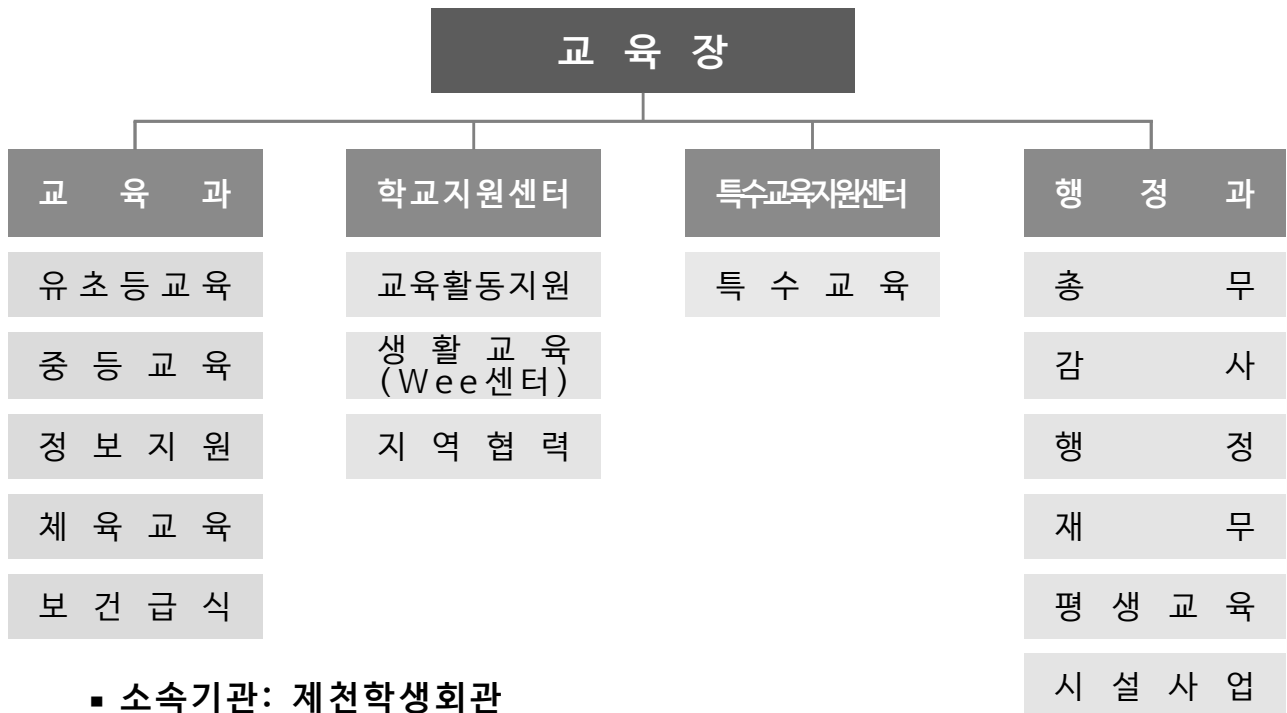 교 육 장
교 육 과
유초등교육
중 등 교 육
정 보 지 원
체 육 교 육
보 건 급 식
학교지원센터
교육활동지원
생 활 교 육
(Wee센터)
지 역 협 력
특수교육지원센터
특 수 교 육
행 정 과
총 무
감 사
행 정
재 무
평 생 교 육
시 설 사 업
▪ 소속기관: 제천학생회관